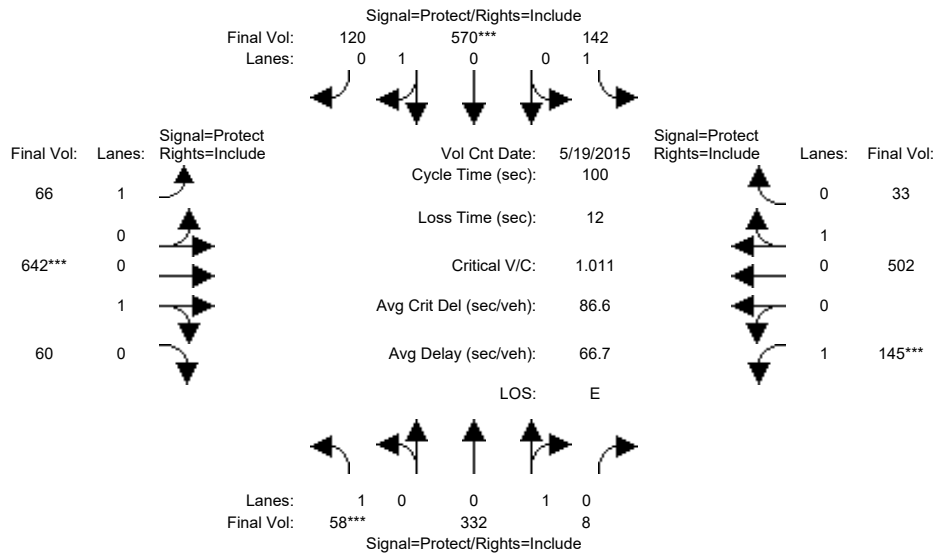 Signal=Protect/Rights=Include
Final Vol: 120 570*** 142
Lanes: 0 1 0 0 1
Signal=Protect
Final Vol: Lanes: Rights=Include
Vol Cnt Date: 5/19/2015
Signal=Protect
Rights=Include Lanes: Final Vol:
Cycle Time (sec): 100
66 1
0 33
Loss Time (sec): 12
0
1
642*** 0
Critical V/C: 1.011
0 502
1
Avg Crit Del (sec/veh): 86.6
0
60 0
Avg Delay (sec/veh): 66.7
1 145***
LOS: E
Lanes: 1 0 0 1 0
Final Vol: 58*** 332 8
Signal=Protect/Rights=Include